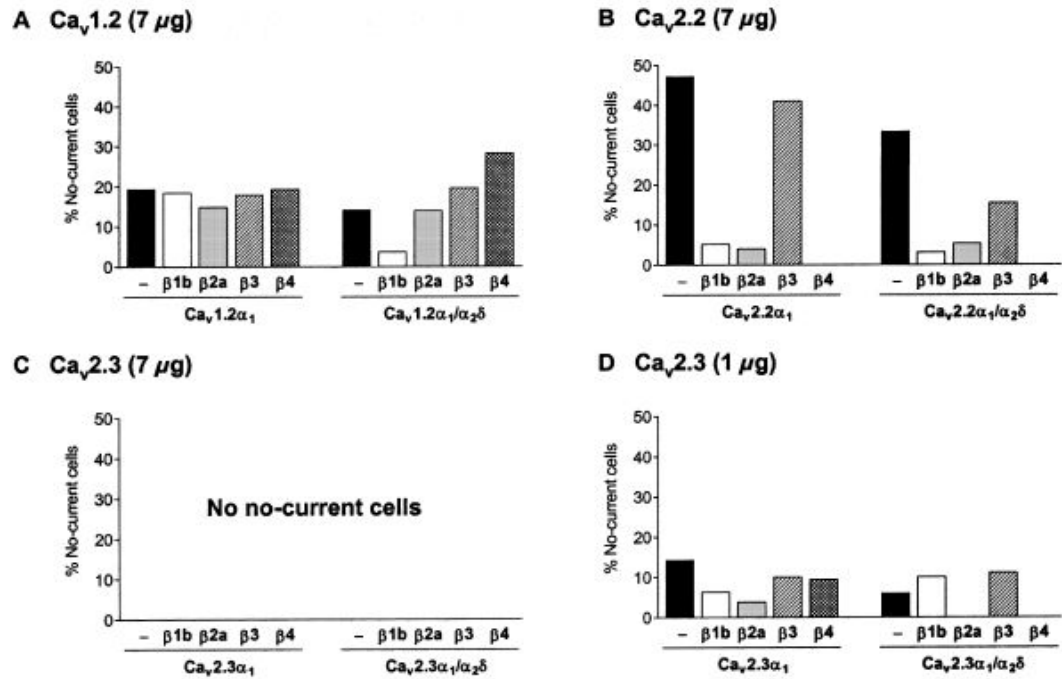 A Caᵥ1.2 (7 µg)
50
40
30
20
10
0
% No-current cells
– β1b β2a β3 β4
– β1b β2a β3 β4
Caᵥ1.2α₁
Caᵥ1.2α₁/α₂δ
B Caᵥ2.2 (7 µg)
50
40
30
20
10
0
% No-current cells
– β1b β2a β3 β4
– β1b β2a β3 β4
Caᵥ2.2α₁
Caᵥ2.2α₁/α₂δ
C Caᵥ2.3 (7 µg)
50
40
30
20
10
0
% No-current cells
No no-current cells
– β1b β2a β3 β4
– β1b β2a β3 β4
Caᵥ2.3α₁
Caᵥ2.3α₁/α₂δ
D Caᵥ2.3 (1 µg)
50
40
30
20
10
0
% No-current cells
– β1b β2a β3 β4
– β1b β2a β3 β4
Caᵥ2.3α₁
Caᵥ2.3α₁/α₂δ